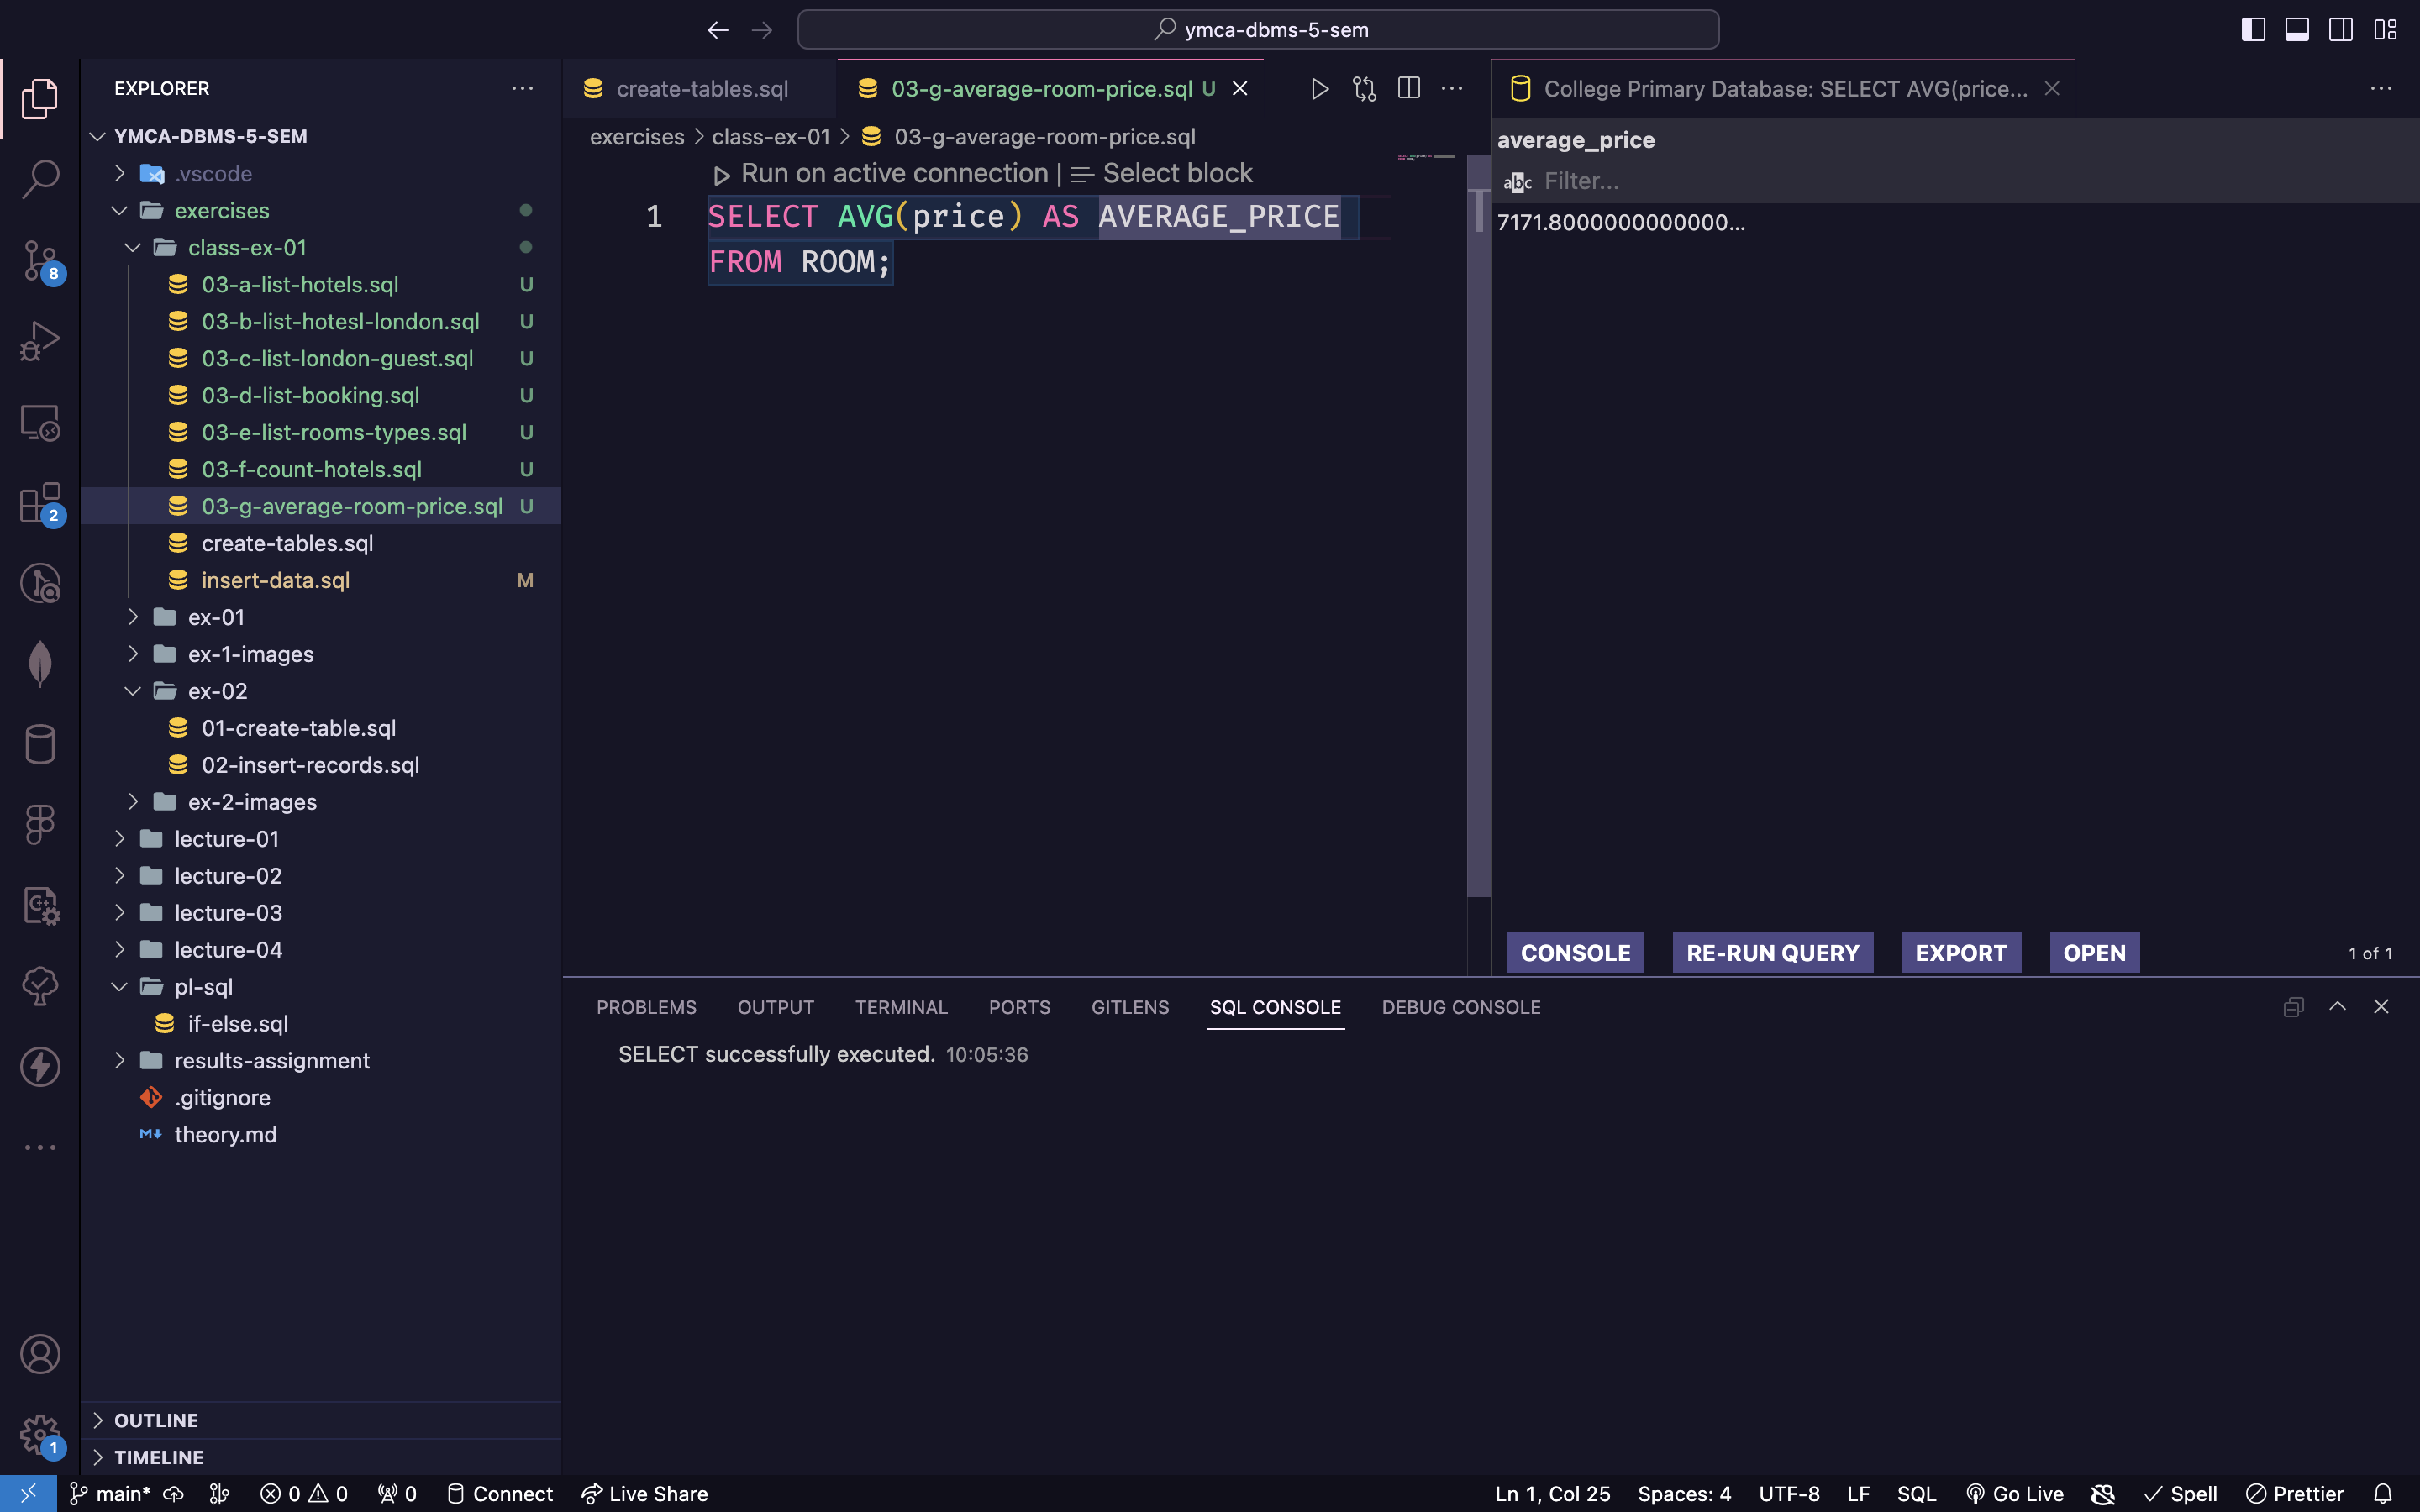 ymca-dbms-5-sem
EXPLORER
YMCA-DBMS-5-SEM
.vscode
exercises
class-ex-01
03-a-list-hotels.sql U
03-b-list-hotesl-london.sql U
03-c-list-london-guest.sql U
03-d-list-booking.sql U
03-e-list-rooms-types.sql U
03-f-count-hotels.sql U
03-g-average-room-price.sql U
create-tables.sql
insert-data.sql M
ex-01
ex-1-images
ex-02
01-create-table.sql
02-insert-records.sql
ex-2-images
lecture-01
lecture-02
lecture-03
lecture-04
pl-sql
if-else.sql
results-assignment
.gitignore
theory.md
OUTLINE
TIMELINE
8
2
1
create-tables.sql
03-g-average-room-price.sql U
exercises > class-ex-01 > 03-g-average-room-price.sql
Run on active connection | Select block
1 SELECT AVG(price) AS AVERAGE_PRICE
FROM ROOM;
College Primary Database: SELECT AVG(price...
average_price
abc Filter...
7171.8000000000000...
CONSOLE RE-RUN QUERY EXPORT OPEN 1 of 1
PROBLEMS OUTPUT TERMINAL PORTS GITLENS SQL CONSOLE DEBUG CONSOLE
SELECT successfully executed. 10:05:36
main* 0 0 0 Connect Live Share Ln 1, Col 25 Spaces: 4 UTF-8 LF SQL Go Live Spell Prettier